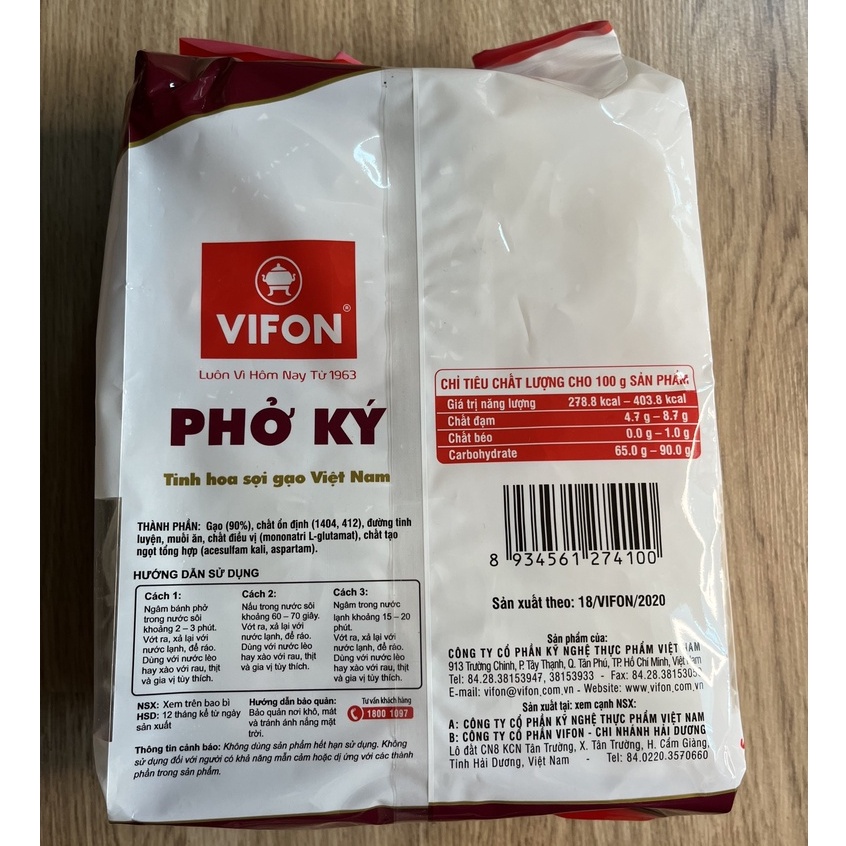 VIFON
®
Luôn Vì Hôm Nay Từ 1963
PHỞ KÝ
Tinh hoa sợi gạo Việt Nam
THÀNH PHẦN: Gạo (90%), chất ổn định (1404, 412), đường tinh
luyện, muối ăn, chất điều vị (mononatri L-glutamat), chất tạo
ngọt tổng hợp (acesulfam kali, aspartam).
HƯỚNG DẪN SỬ DỤNG
Cách 1:
Ngâm bánh phở
trong nước sôi
khoảng 2 – 3 phút.
Vớt ra, xả lại với
nước lạnh, để ráo.
Dùng với nước lèo
hay xào với rau, thịt
và gia vị tùy thích.
Cách 2:
Nấu trong nước sôi
khoảng 60 – 70 giây.
Vớt ra, xả lại với
nước lạnh, để ráo.
Dùng với nước lèo
hay xào với rau, thịt
và gia vị tùy thích.
Cách 3:
Ngâm trong nước
lạnh khoảng 15 – 20
phút.
Vớt ra, xả lại với
nước lạnh, để ráo.
Dùng với nước lèo
hay xào với rau, thịt
và gia vị tùy thích.
NSX: Xem trên bao bì
HSD: 12 tháng kể từ ngày
sản xuất
Hướng dẫn bảo quản:
Bảo quản nơi khô, mát
và tránh ánh nắng mặt
trời.
Tư vấn khách hàng
1800 1097
Thông tin cảnh báo: Không dùng sản phẩm hết hạn sử dụng. Không
sử dụng đối với người có khả năng mẫn cảm hoặc dị ứng với các thành
phần trong sản phẩm.
CHỈ TIÊU CHẤT LƯỢNG CHO 100 g SẢN PHẨM
Giá trị năng lượng 278.8 kcal – 403.8 kcal
Chất đạm 4.7 g – 8.7 g
Chất béo 0.0 g – 1.0 g
Carbohydrate 65.0 g – 90.0 g
8 934561 274100
Sản xuất theo: 18/VIFON/2020
Sản phẩm của:
CÔNG TY CỔ PHẦN KỸ NGHỆ THỰC PHẨM VIỆT NAM
913 Trường Chinh, P. Tây Thạnh, Q. Tân Phú, TP. Hồ Chí Minh, Việt Nam
Tel: 84.28.38153947, 38153933 - Fax: 84.28.
E-mail: vifon@vifon.com.vn - Website: www.vifon.com.vn
Sản xuất tại: xem cạnh NSX:
A: CÔNG TY CỔ PHẦN KỸ NGHỆ THỰC PHẨM VIỆT NAM
B: CÔNG TY CỔ PHẦN VIFON - CHI NHÁNH HẢI DƯƠNG
Lô đất CN8 KCN Tân Trường, X. Tân Trường, H. Cẩm Giàng,
Tỉnh Hải Dương, Việt Nam - Tel: 84.0220.3570660